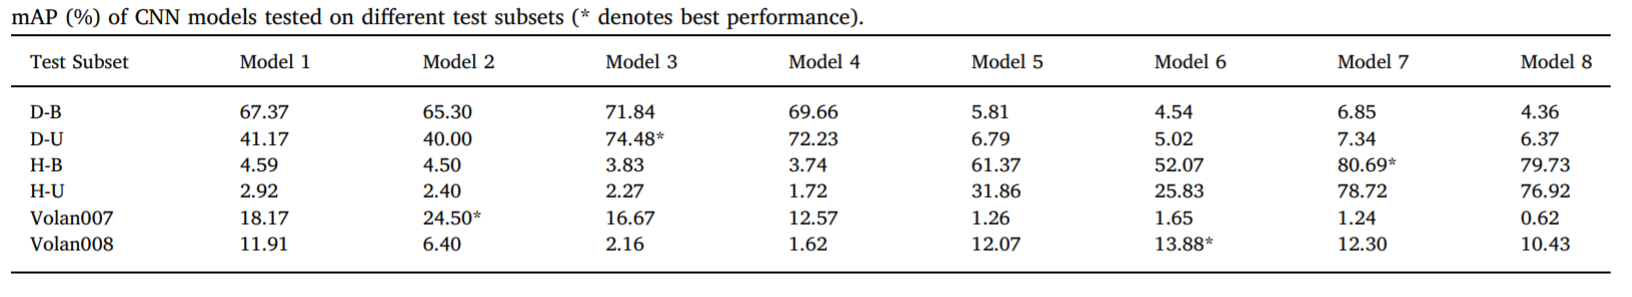 mAP (%) of CNN models tested on different test subsets (* denotes best performance).
Test Subset Model 1 Model 2 Model 3 Model 4 Model 5 Model 6 Model 7 Model 8
D-B 67.37 65.30 71.84 69.66 5.81 4.54 6.85 4.36
D-U 41.17 40.00 74.48* 72.23 6.79 5.02 7.34 6.37
H-B 4.59 4.50 3.83 3.74 61.37 52.07 80.69* 79.73
H-U 2.92 2.40 2.27 1.72 31.86 25.83 78.72 76.92
Volan007 18.17 24.50* 16.67 12.57 1.26 1.65 1.24 0.62
Volan008 11.91 6.40 2.16 1.62 12.07 13.88* 12.30 10.43